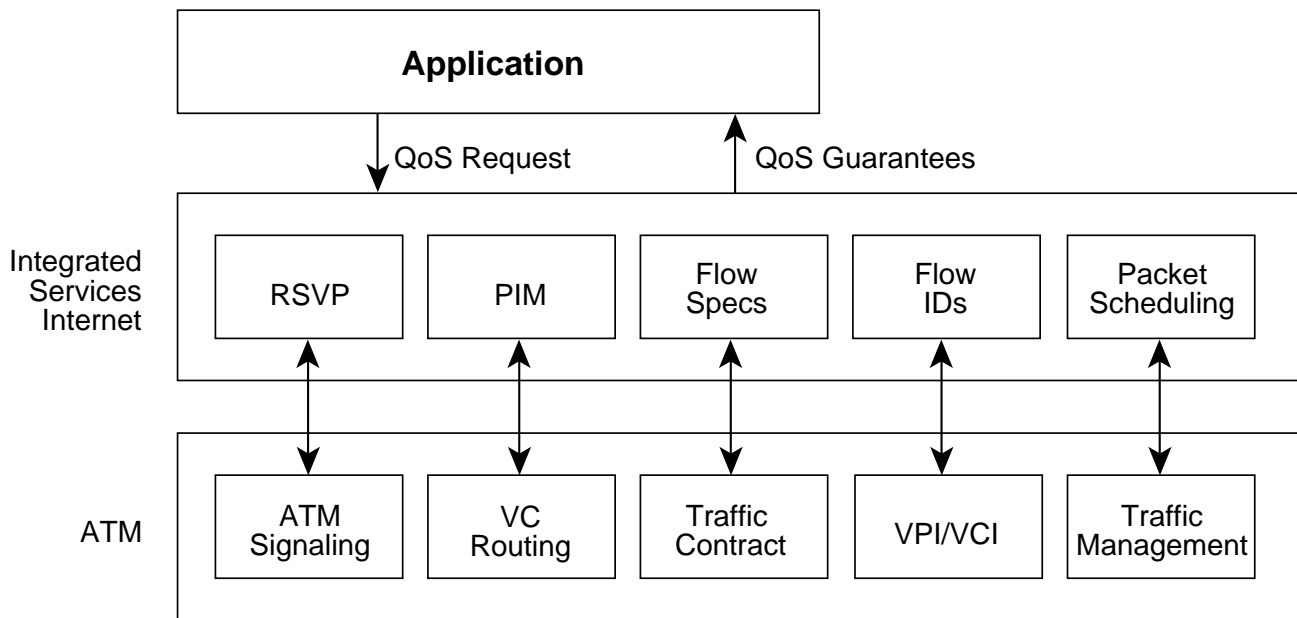 Application
QoS Request
QoS Guarantees
Integrated
Services
Internet
RSVP
PIM
Flow
Specs
Flow
IDs
Packet
Scheduling
ATM
ATM
Signaling
VC
Routing
Traffic
Contract
VPI/VCI
Traffic
Management